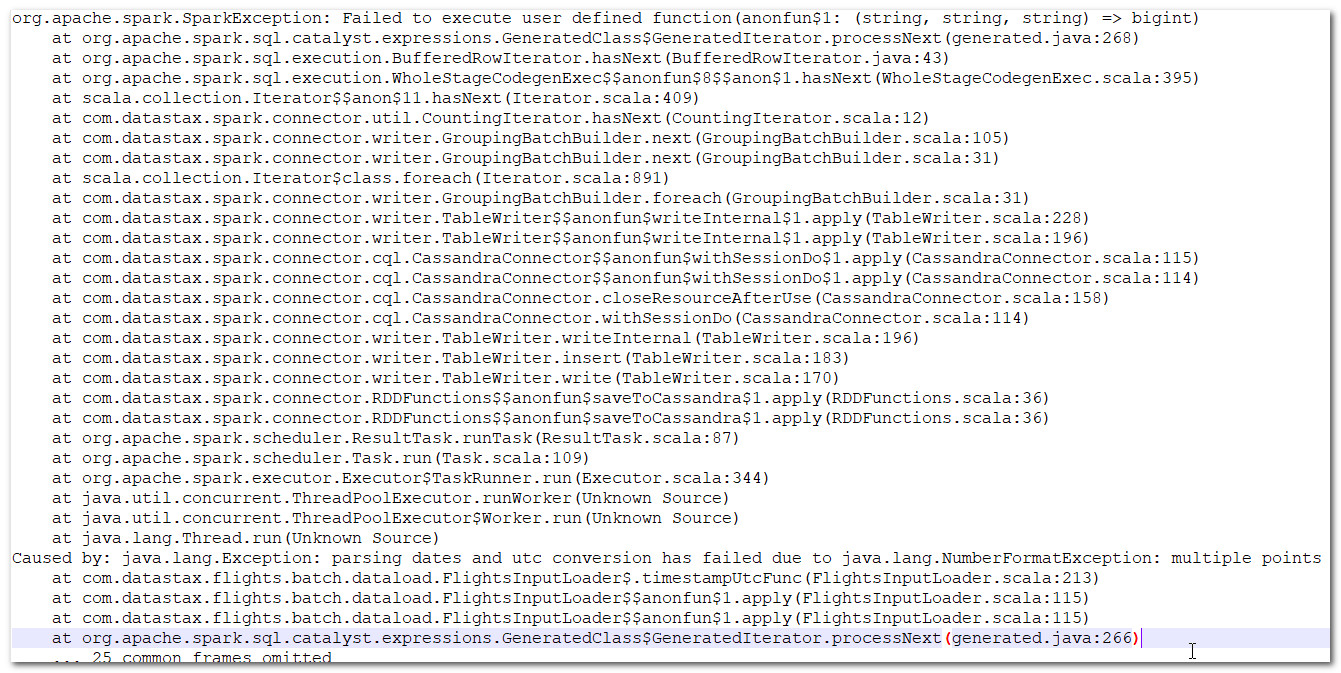 org.apache.spark.SparkException: Failed to execute user defined function(anonfun$1: (string, string, string) => bigint)
at org.apache.spark.sql.catalyst.expressions.GeneratedClass$GeneratedIterator.processNext(generated.java:268)
at org.apache.spark.sql.execution.BufferedRowIterator.hasNext(BufferedRowIterator.java:43)
at org.apache.spark.sql.execution.WholeStageCodegenExec$$anonfun$8$$anon$1.hasNext(WholeStageCodegenExec.scala:395)
at scala.collection.Iterator$$anon$11.hasNext(Iterator.scala:409)
at com.datastax.spark.connector.util.CountingIterator.hasNext(CountingIterator.scala:12)
at com.datastax.spark.connector.writer.GroupingBatchBuilder.next(GroupingBatchBuilder.scala:105)
at com.datastax.spark.connector.writer.GroupingBatchBuilder.next(GroupingBatchBuilder.scala:31)
at scala.collection.Iterator$class.foreach(Iterator.scala:891)
at com.datastax.spark.connector.writer.GroupingBatchBuilder.foreach(GroupingBatchBuilder.scala:31)
at com.datastax.spark.connector.writer.TableWriter$$anonfun$writeInternal$1.apply(TableWriter.scala:228)
at com.datastax.spark.connector.writer.TableWriter$$anonfun$writeInternal$1.apply(TableWriter.scala:196)
at com.datastax.spark.connector.cql.CassandraConnector$$anonfun$withSessionDo$1.apply(CassandraConnector.scala:115)
at com.datastax.spark.connector.cql.CassandraConnector$$anonfun$withSessionDo$1.apply(CassandraConnector.scala:114)
at com.datastax.spark.connector.cql.CassandraConnector.closeResourceAfterUse(CassandraConnector.scala:158)
at com.datastax.spark.connector.cql.CassandraConnector.withSessionDo(CassandraConnector.scala:114)
at com.datastax.spark.connector.writer.TableWriter.writeInternal(TableWriter.scala:196)
at com.datastax.spark.connector.writer.TableWriter.insert(TableWriter.scala:183)
at com.datastax.spark.connector.writer.TableWriter.write(TableWriter.scala:170)
at com.datastax.spark.connector.RDDFunctions$$anonfun$saveToCassandra$1.apply(RDDFunctions.scala:36)
at com.datastax.spark.connector.RDDFunctions$$anonfun$saveToCassandra$1.apply(RDDFunctions.scala:36)
at org.apache.spark.scheduler.ResultTask.runTask(ResultTask.scala:87)
at org.apache.spark.scheduler.Task.run(Task.scala:109)
at org.apache.spark.executor.Executor$TaskRunner.run(Executor.scala:344)
at java.util.concurrent.ThreadPoolExecutor.runWorker(Unknown Source)
at java.util.concurrent.ThreadPoolExecutor$Worker.run(Unknown Source)
at java.lang.Thread.run(Unknown Source)
Caused by: java.lang.Exception: parsing dates and utc conversion has failed due to java.lang.NumberFormatException: multiple points
at com.datastax.flights.batch.dataload.FlightsInputLoader$.timestampUtcFunc(FlightsInputLoader.scala:213)
at com.datastax.flights.batch.dataload.FlightsInputLoader$$anonfun$1.apply(FlightsInputLoader.scala:115)
at com.datastax.flights.batch.dataload.FlightsInputLoader$$anonfun$1.apply(FlightsInputLoader.scala:115)
at org.apache.spark.sql.catalyst.expressions.GeneratedClass$GeneratedIterator.processNext(generated.java:266)
... 25 common frames omitted